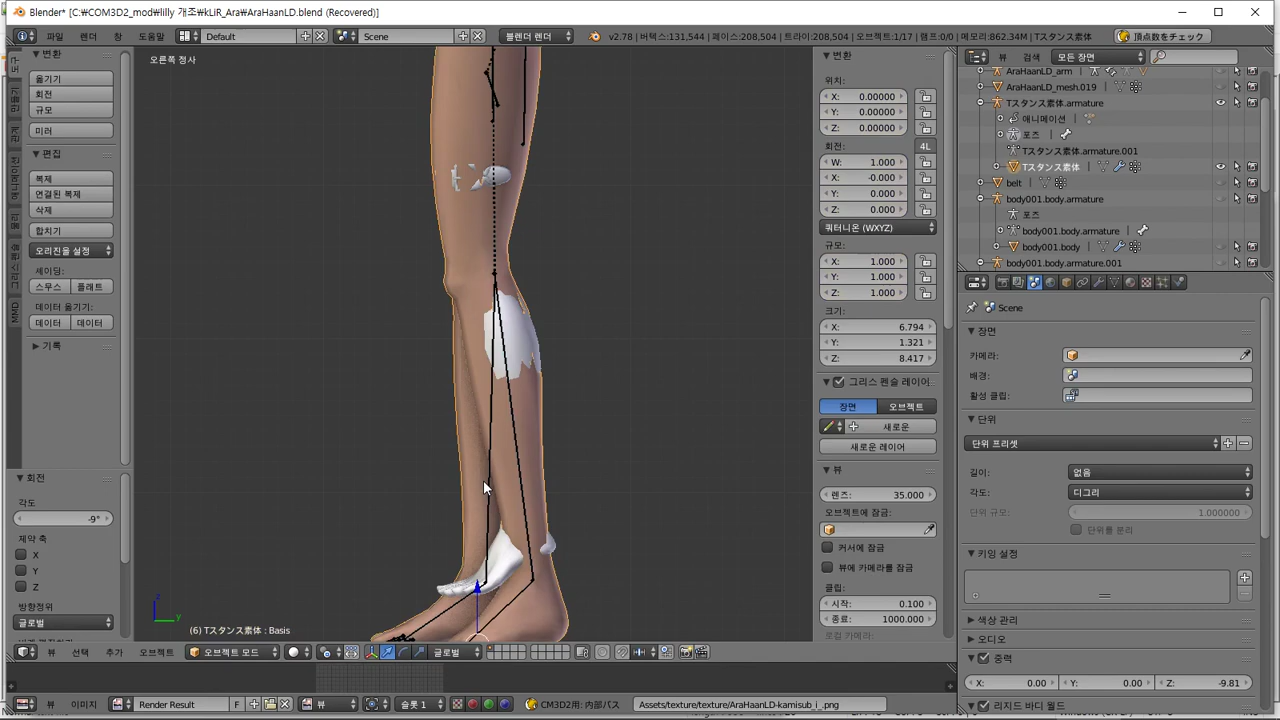 Blender* [C:₩COM3D2_mod₩lilly 개조₩kLiR_Ara₩AraHaanLD.blend (Recovered)]
파일 렌더 창 도움말 Default Scene 블렌더 렌더 v2.78 | 버텍스:131,544 | 페이스:208,504 | 트라이:208,504 | 오브젝트:1/17 | 램프:0/0 | 메모리:862.34M | Tスタンス素体 頂点数をチェック
변환
옮기기
회전
규모
미러
편집
복제
연결된 복제
삭제
합치기
오리진을 설정
셰이딩:
스무스 플래트
데이터 옮기기:
데이터 데이터
기록
관계
애니메이션
물리
그리스 펜슬
MMD
회전
각도
-9°
제약 축
X
Y
Z
방향정위
글로벌
오른쪽 정사
(6) Tスタンス素体 : Basis
z
y
변환
위치:
X: 0.00000
Y: 0.00000
Z: 0.00000
회전: 4L
W: 1.000
X: -0.000
Y: 0.000
Z: 0.000
쿼터니온 (WXYZ)
규모:
X: 1.000
Y: 1.000
Z: 1.000
크기:
X: 6.794
Y: 1.321
Z: 8.417
그리스 펜슬 레이어
장면 오브젝트
새로운
새로운 레이어
뷰
렌즈: 35.000
오브젝트에 잠금:
커서에 잠금
뷰에 카메라를 잠금
클립:
시작: 0.100
종료: 1000.000
로컬 카메라:
뷰 검색 모든 장면
AraHaanLD_arm
AraHaanLD_mesh.019
Tスタンス素体.armature
애니메이션
포즈
Tスタンス素体.armature.001
Tスタンス素体
belt
body001.body.armature
포즈
body001.body.armature
body001.body
body001.body.armature.001
Scene
장면
카메라:
배경:
활성 클립:
단위
단위 프리셋
길이: 없음
각도: 디그리
단위 규모: 1.000000
단위를 분리
키잉 설정
색상 관리
오디오
중력
X: 0.00 Y: 0.00 Z: -9.81
리지드 바디 월드
뷰 선택 추가 오브젝트 오브젝트 모드 글로벌
뷰 이미지 Render Result F 뷰 슬롯 1 CM3D2用: 内部パス Assets/texture/texture/AraHaanLD-kamisub_i_.png